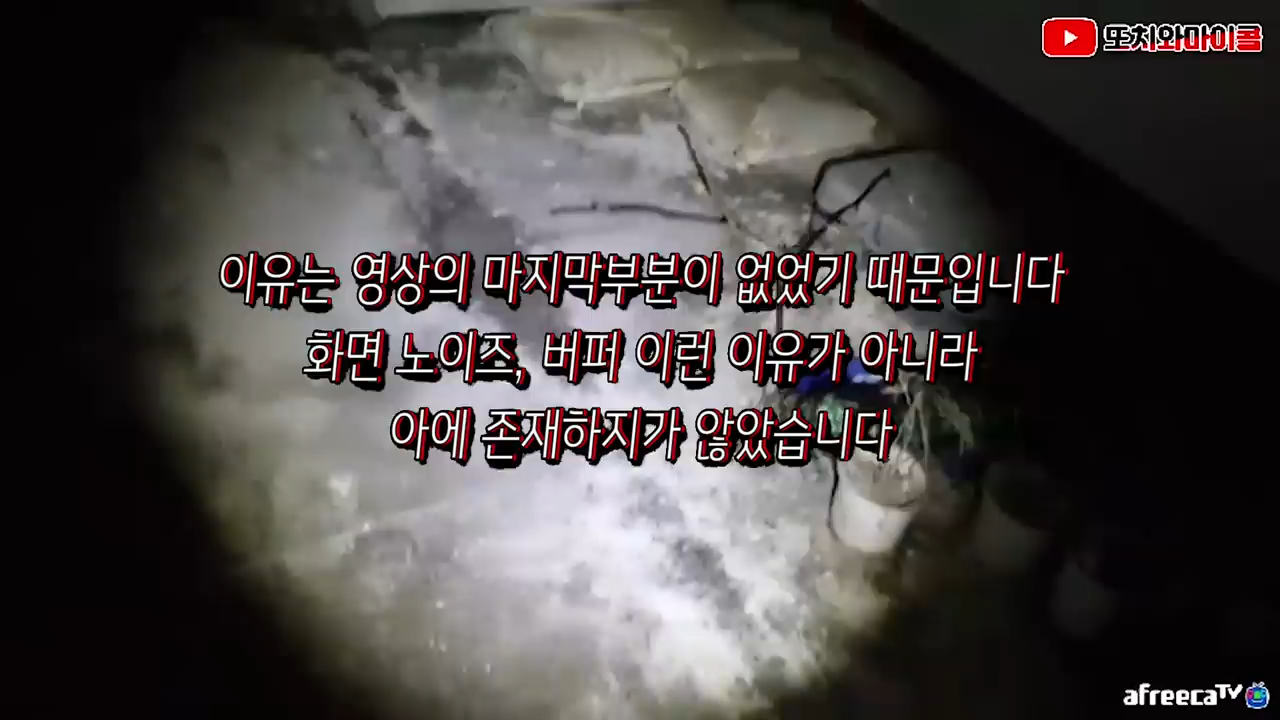 또치와마이콜
이유는 영상의 마지막부분이 없었기 때문입니다
화면 노이즈, 버퍼 이런 이유가 아니라
아에 존재하지가 않았습니다
afreecaTV